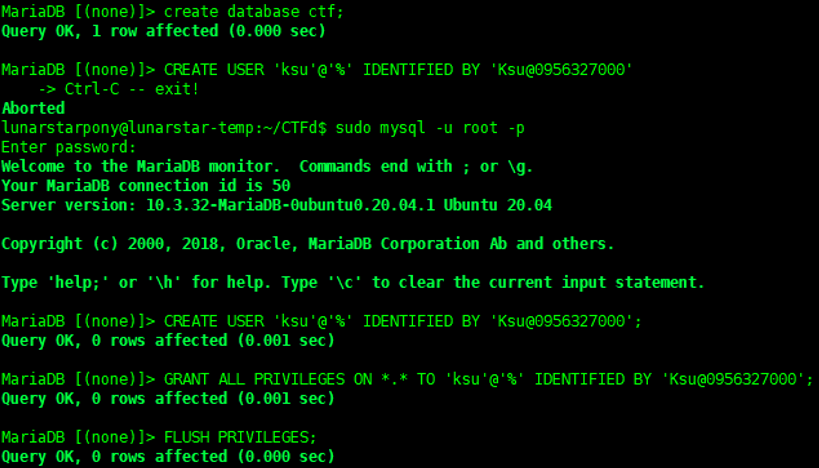 MariaDB [(none)]> create database ctf;
Query OK, 1 row affected (0.000 sec)
MariaDB [(none)]> CREATE USER 'ksu'@'%' IDENTIFIED BY 'Ksu@0956327000'
    -> Ctrl-C -- exit!
Aborted
lunarstarpony@lunarstar-temp:~/CTFd$ sudo mysql -u root -p
Enter password:
Welcome to the MariaDB monitor.  Commands end with ; or \g.
Your MariaDB connection id is 50
Server version: 10.3.32-MariaDB-0ubuntu0.20.04.1 Ubuntu 20.04
Copyright (c) 2000, 2018, Oracle, MariaDB Corporation Ab and others.
Type 'help;' or '\h' for help. Type '\c' to clear the current input statement.
MariaDB [(none)]> CREATE USER 'ksu'@'%' IDENTIFIED BY 'Ksu@0956327000';
Query OK, 0 rows affected (0.001 sec)
MariaDB [(none)]> GRANT ALL PRIVILEGES ON *.* TO 'ksu'@'%' IDENTIFIED BY 'Ksu@0956327000';
Query OK, 0 rows affected (0.001 sec)
MariaDB [(none)]> FLUSH PRIVILEGES;
Query OK, 0 rows affected (0.000 sec)